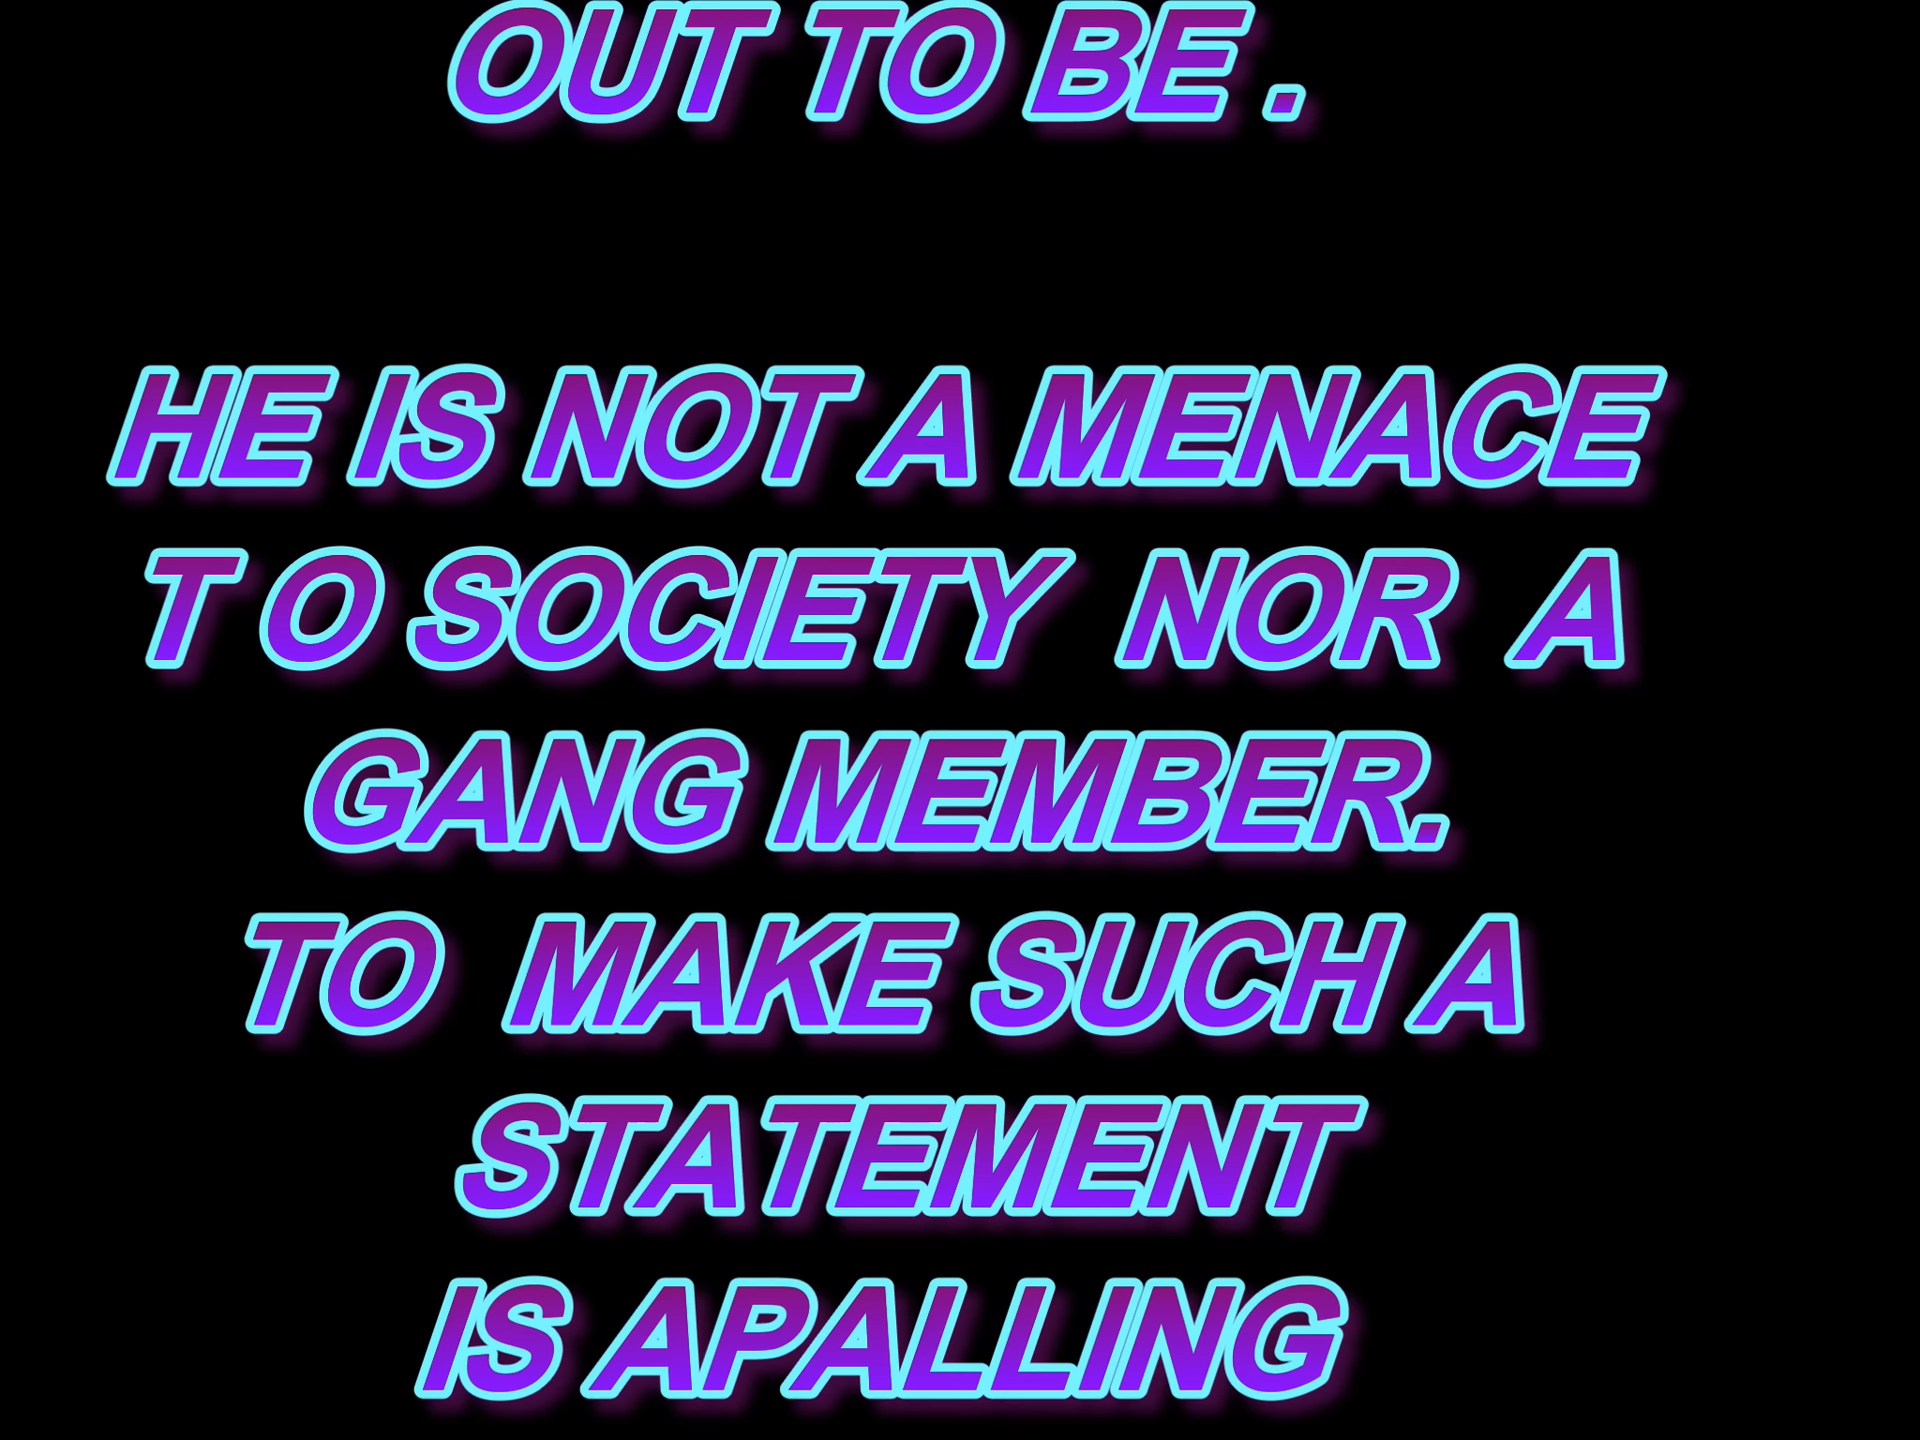 OUT TO BE .
HE IS NOT A MENACE
T O SOCIETY NOR A
GANG MEMBER.
TO MAKE SUCH A
STATEMENT
IS APALLING